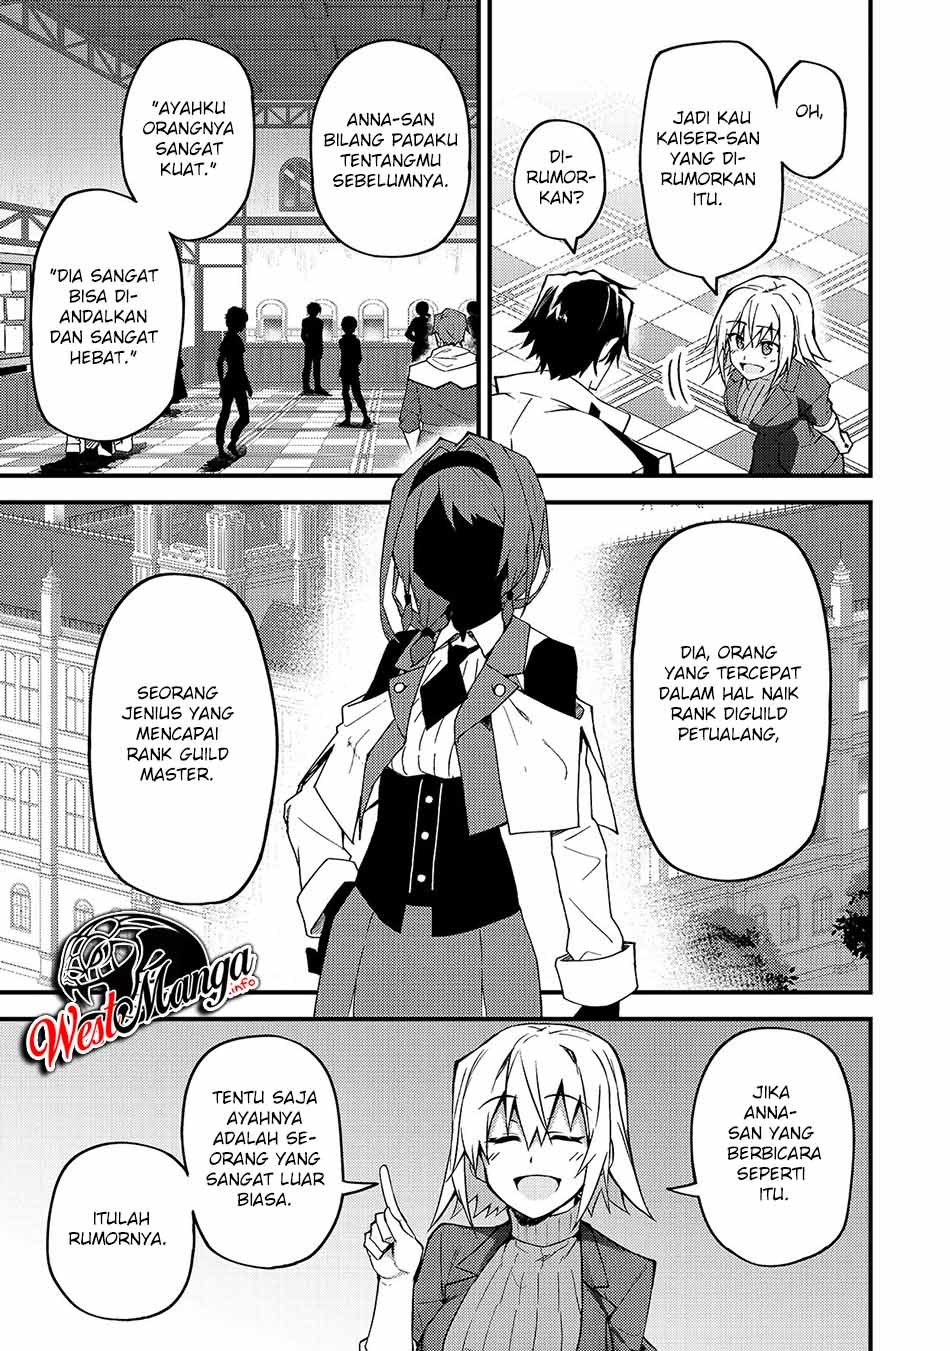 OH,
JADI KAU
KAISER-SAN
YANG DI-
RUMORKAN
ITU.
DI-
RUMOR-
KAN?
ANNA-SAN
BILANG PADAKU
TENTANGMU
SEBELUMNYA.
"AYAHKU
ORANGNYA
SANGAT
KUAT."
"DIA SANGAT
BISA DI-
ANDALKAN
DAN SANGAT
HEBAT."
DIA, ORANG
YANG TERCEPAT
DALAM HAL NAIK
RANK DIGUILD
PETUALANG,
SEORANG
JENIUS YANG
MENCAPAI
RANK GUILD
MASTER.
WestManga
.info
JIKA
ANNA-
SAN YANG
BERBICARA
SEPERTI
ITU.
TENTU SAJA
AYAHNYA
ADALAH SE-
ORANG YANG
SANGAT LUAR
BIASA.
ITULAH
RUMORNYA.